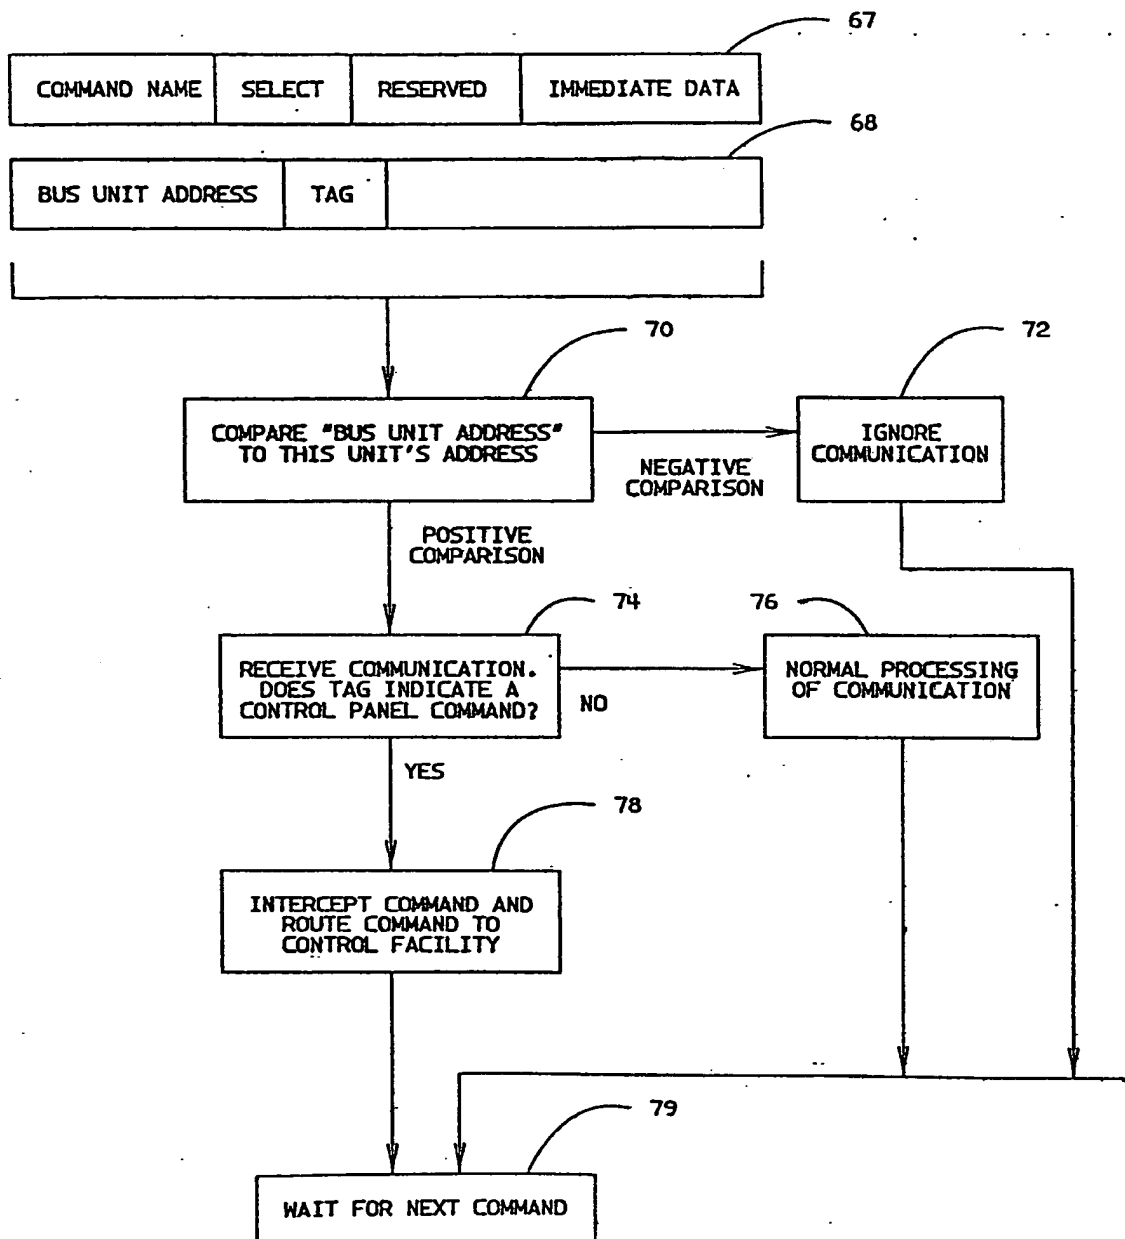 67
COMMAND NAME SELECT RESERVED IMMEDIATE DATA
68
BUS UNIT ADDRESS TAG
70
72
COMPARE "BUS UNIT ADDRESS"
TO THIS UNIT'S ADDRESS
IGNORE
COMMUNICATION
NEGATIVE
COMPARISON
POSITIVE
COMPARISON
74
76
RECEIVE COMMUNICATION.
DOES TAG INDICATE A
CONTROL PANEL COMMAND?
NO
NORMAL PROCESSING
OF COMMUNICATION
YES
78
INTERCEPT COMMAND AND
ROUTE COMMAND TO
CONTROL FACILITY
79
WAIT FOR NEXT COMMAND